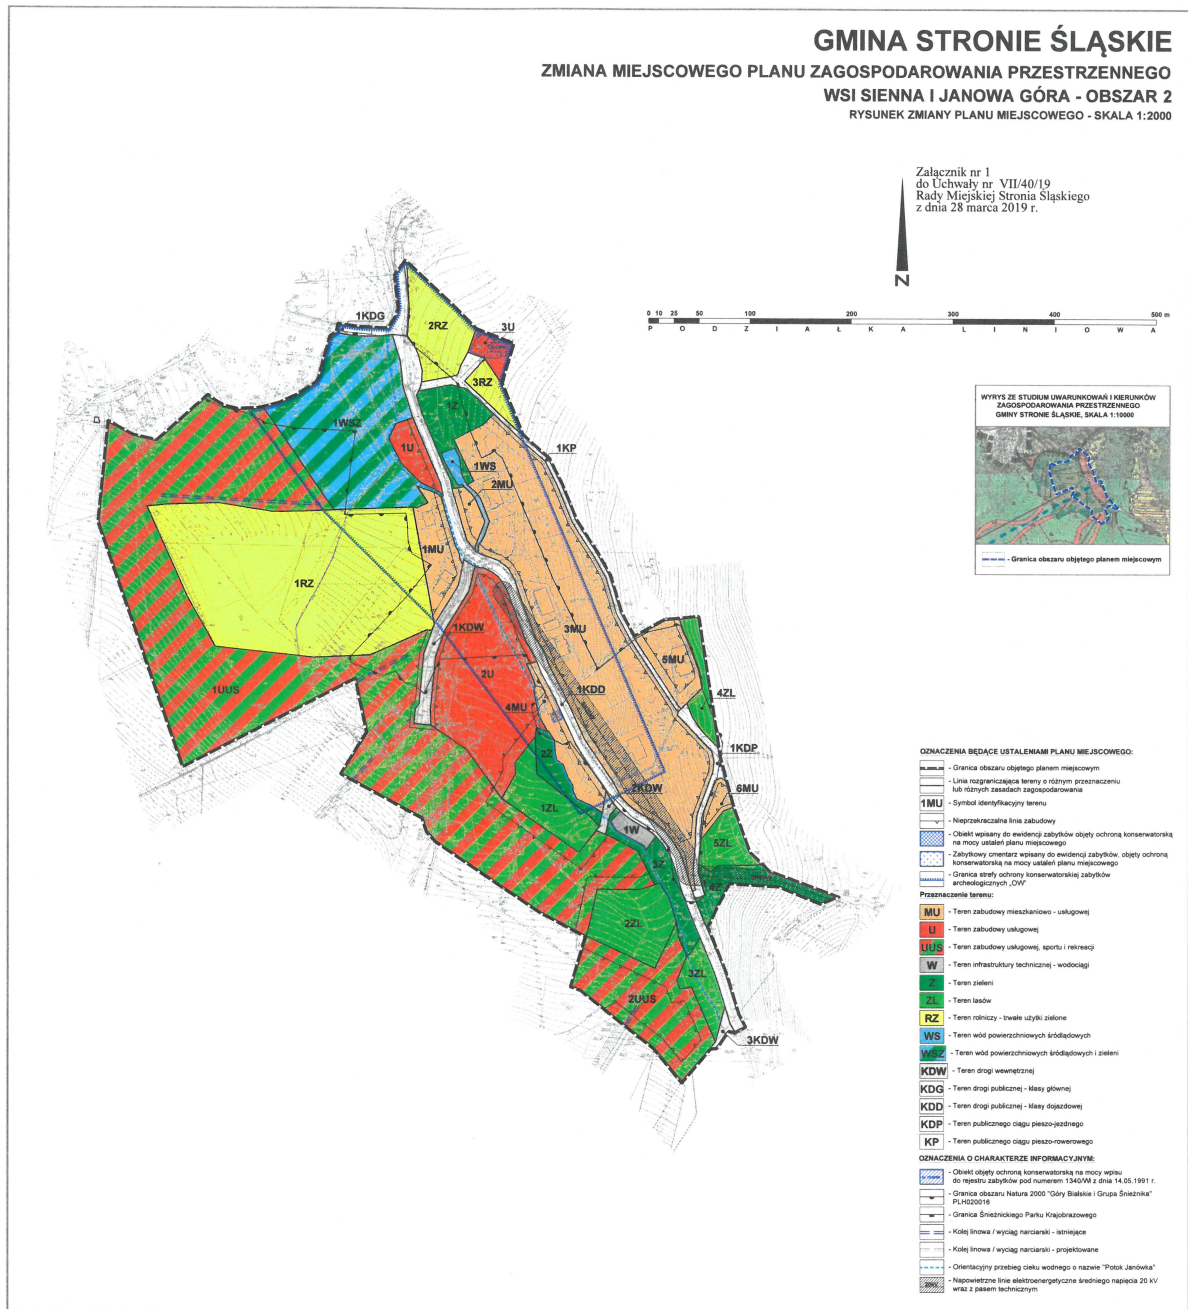 GMINA STRONIE ŚLĄSKIE
ZMIANA MIEJSCOWEGO PLANU ZAGOSPODAROWANIA PRZESTRZENNEGO
WSI SIENNA I JANOWA GÓRA - OBSZAR 2
RYSUNEK ZMIANY PLANU MIEJSCOWEGO - SKALA 1:2000
Załącznik nr 1
do Uchwały nr VII/40/19
Rady Miejskiej Stronia Śląskiego
z dnia 28 marca 2019 r.
N
0 10 25 50 100 200 300 400 500 m
P O D Z I A Ł K A L I N I O W A
WYRYS ZE STUDIUM UWARUNKOWAŃ I KIERUNKÓW
ZAGOSPODAROWANIA PRZESTRZENNEGO
GMINY STRONIE ŚLĄSKIE, SKALA 1:10000
- Granica obszaru objętego planem miejscowym
1KDG
2RZ
3U
3RZ
1Z
1WSZ
1U
1KP
1WS
2MU
1MU
1RZ
1KDW
3MU
5MU
1UUS
2U
1KDD
4MU
4ZL
2Z
1KDP
2KDW
6MU
1ZL
1W
5ZL
3Z
4Z
2ZL
3ZL
2UUS
3KDW
OZNACZENIA BĘDĄCE USTALENIAMI PLANU MIEJSCOWEGO:
- Granica obszaru objętego planem miejscowym
- Linia rozgraniczająca tereny o różnym przeznaczeniu
lub różnych zasadach zagospodarowania
1MU - Symbol identyfikacyjny terenu
- Nieprzekraczalna linia zabudowy
- Obiekt wpisany do ewidencji zabytków objęty ochroną konserwatorską
na mocy ustaleń planu miejscowego
- Zabytkowy cmentarz wpisany do ewidencji zabytków, objęty ochroną
konserwatorską na mocy ustaleń planu miejscowego
- Granica strefy ochrony konserwatorskiej zabytków
archeologicznych „OW"
Przeznaczenie terenu:
MU - Teren zabudowy mieszkaniowo - usługowej
U - Teren zabudowy usługowej
UUS - Teren zabudowy usługowej, sportu i rekreacji
W - Teren infrastruktury technicznej - wodociągi
Z - Teren zieleni
ZL - Teren lasów
RZ - Teren rolniczy - trwałe użytki zielone
WS - Teren wód powierzchniowych śródlądowych
WSZ - Teren wód powierzchniowych śródlądowych i zieleni
KDW - Teren drogi wewnętrznej
KDG - Teren drogi publicznej - klasy głównej
KDD - Teren drogi publicznej - klasy dojazdowej
KDP - Teren publicznego ciągu pieszo-jezdnego
KP - Teren publicznego ciągu pieszo-rowerowego
OZNACZENIA O CHARAKTERZE INFORMACYJNYM:
- Obiekt objęty ochroną konserwatorską na mocy wpisu
do rejestru zabytków pod numerem 1340/Wł z dnia 14.05.1991 r.
- Granica obszaru Natura 2000 "Góry Bialskie i Grupa Śnieżnika"
PLH020016
- Granica Śnieżnickiego Parku Krajobrazowego
- Kolej linowa / wyciąg narciarski - istniejące
- Kolej linowa / wyciąg narciarski - projektowane
- Orientacyjny przebieg cieku wodnego o nazwie "Potok Janówka"
- Napowietrzne linie elektroenergetyczne średniego napięcia 20 kV
wraz z pasem technicznym